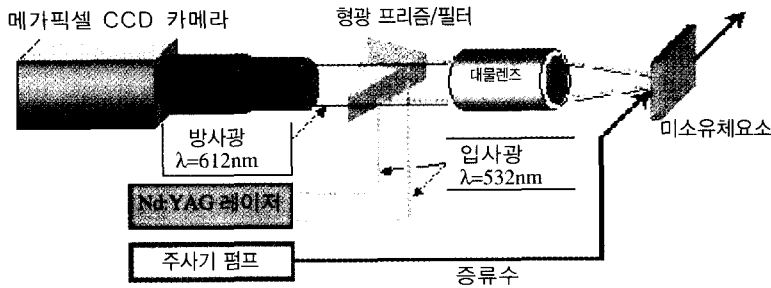 메가픽셀 CCD 카메라
형광 프리즘/필터
대물렌즈
미소유체요소
방사광
λ=612nm
입사광
λ=532nm
Nd:YAG 레이저
주사기 펌프
증류수